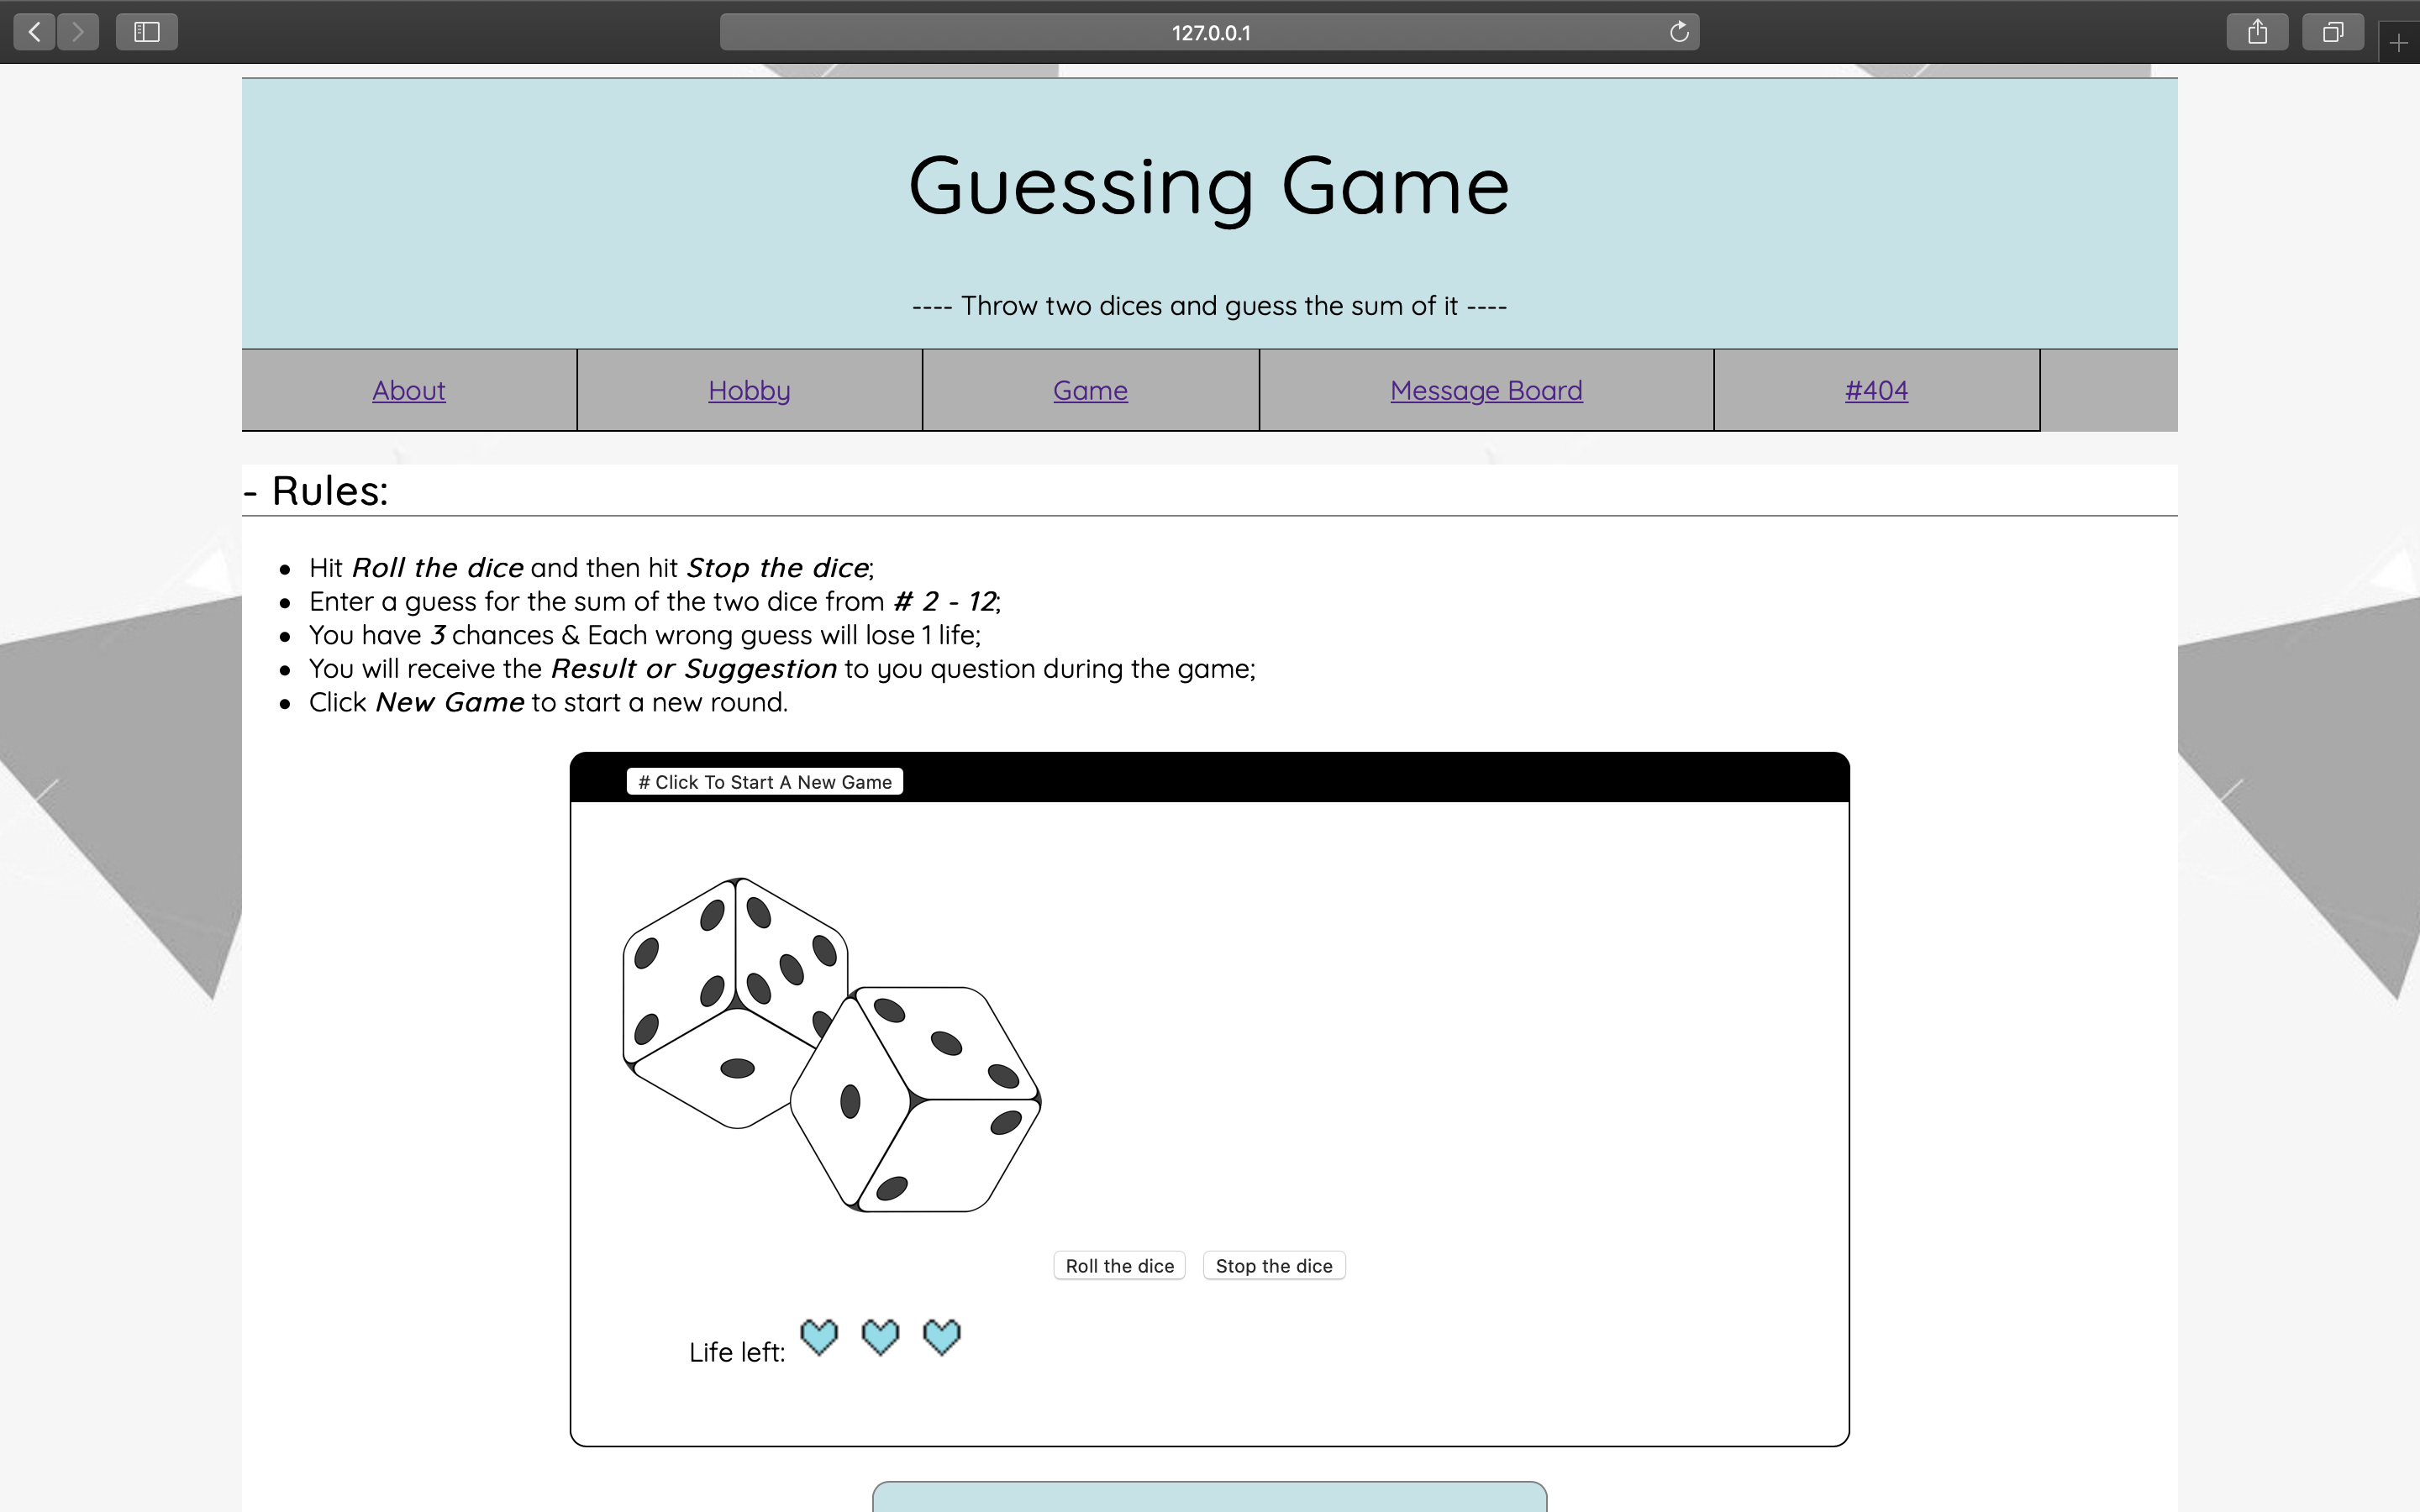 127.0.0.1
Guessing Game
---- Throw two dices and guess the sum of it ----
About Hobby Game Message Board #404
- Rules:
• Hit Roll the dice and then hit Stop the dice;
• Enter a guess for the sum of the two dice from # 2 - 12;
• You have 3 chances & Each wrong guess will lose 1 life;
• You will receive the Result or Suggestion to you question during the game;
• Click New Game to start a new round.
# Click To Start A New Game
Roll the dice Stop the dice
Life left: